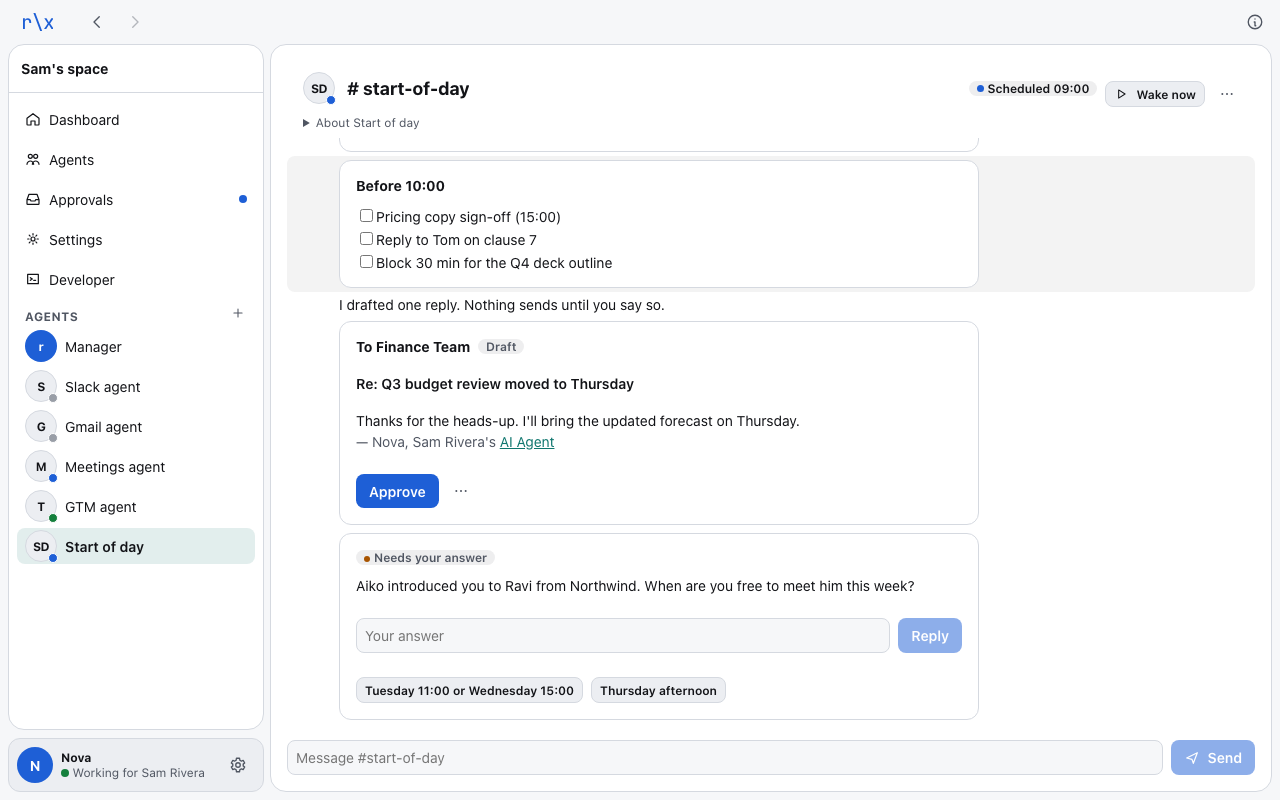 r\x
Sam's space
Dashboard
Agents
Approvals
Settings
Developer
AGENTS
r Manager
S Slack agent
G Gmail agent
M Meetings agent
T GTM agent
SD Start of day
N Nova
Working for Sam Rivera
SD # start-of-day
Scheduled 09:00
Wake now
About Start of day
Before 10:00
Pricing copy sign-off (15:00)
Reply to Tom on clause 7
Block 30 min for the Q4 deck outline
I drafted one reply. Nothing sends until you say so.
To Finance Team Draft
Re: Q3 budget review moved to Thursday
Thanks for the heads-up. I'll bring the updated forecast on Thursday.
— Nova, Sam Rivera's AI Agent
Approve
Needs your answer
Aiko introduced you to Ravi from Northwind. When are you free to meet him this week?
Your answer Reply
Tuesday 11:00 or Wednesday 15:00 Thursday afternoon
Message #start-of-day Send